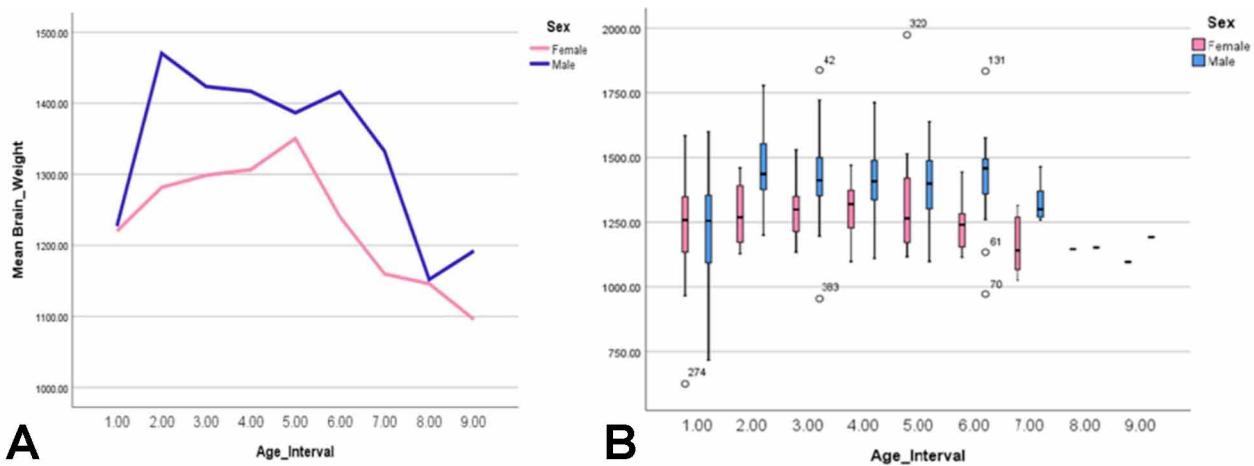 Sex
Female
Male
1500.00
1400.00
1300.00
1200.00
1100.00
1000.00
Mean Brain_Weight
1.00 2.00 3.00 4.00 5.00 6.00 7.00 8.00 9.00
Age_Interval
A
Sex
Female
Male
2000.00
1750.00
1500.00
1250.00
1000.00
750.00
320
42
131
61
383
70
274
1.00 2.00 3.00 4.00 5.00 6.00 7.00 8.00 9.00
Age_Interval
B